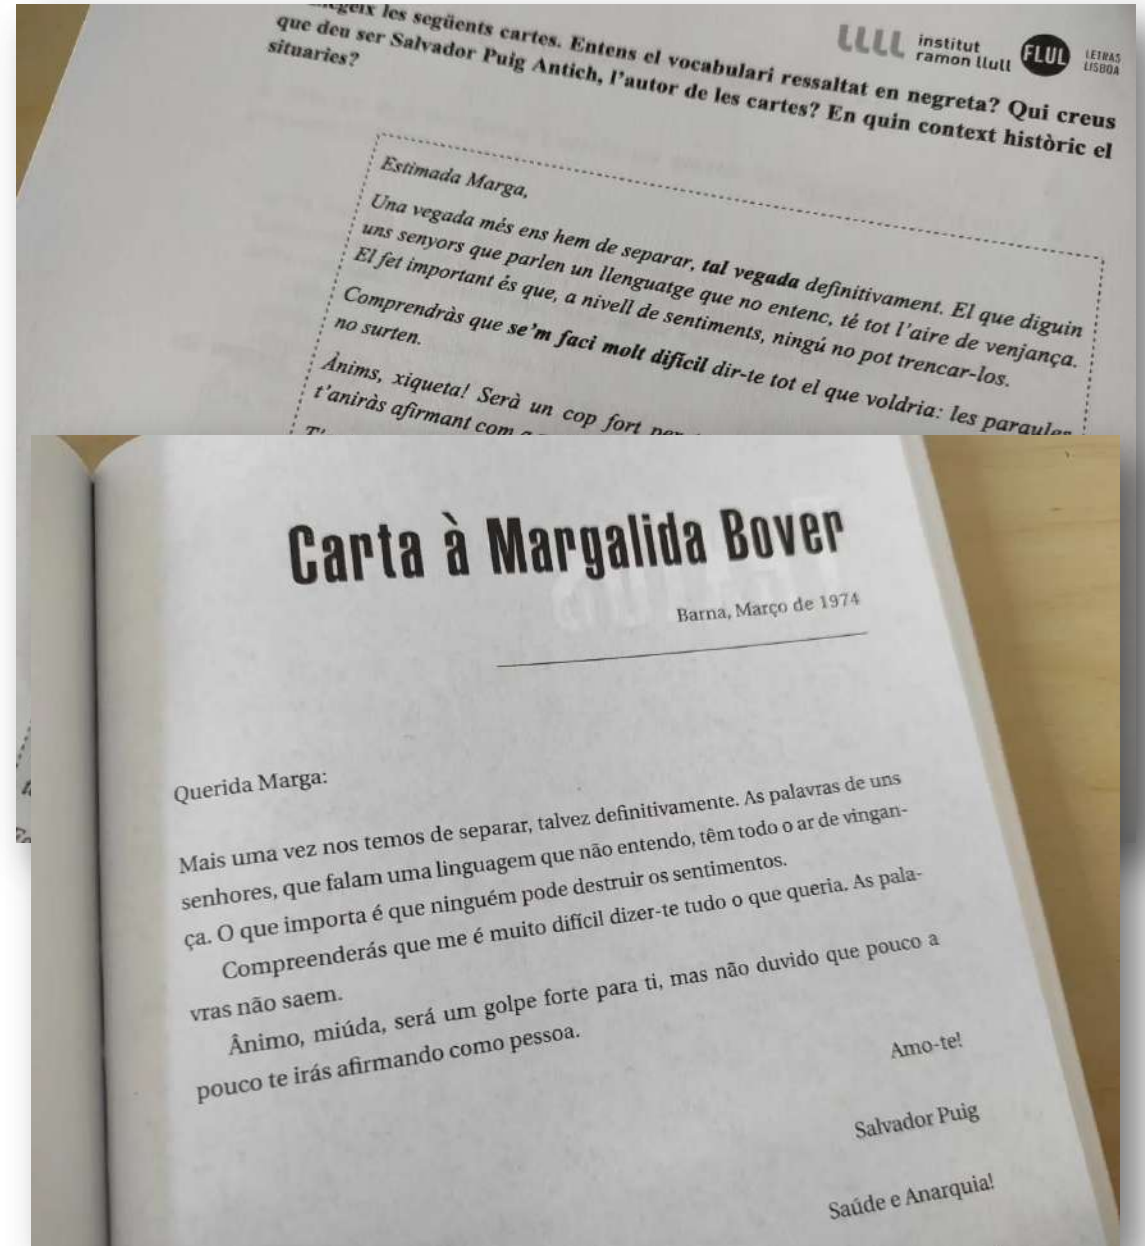 les següents cartes. Entens el vocabulari ressaltat en negreta? Qui creus
que deu ser Salvador Puig Antich, l'autor de les cartes? En quin context històric el
situaries?
LLLL institut
ramon llull
FLUL
LETRAS
LISBOA
Estimada Marga,
Una vegada més ens hem de separar, tal vegada definitivament. El que diguin
uns senyors que parlen un llenguatge que no entenc, té tot l'aire de venjança.
El fet important és que, a nivell de sentiments, ningú no pot trencar-los.
Comprendràs que se'm faci molt difícil dir-te tot el que voldria: les paraules
no surten.
Ànims, xiqueta! Serà un cop fort
t'aniràs afirmant com
Carta à Margalida Bover
Barna, Março de 1974
Querida Marga:
Mais uma vez nos temos de separar, talvez definitivamente. As palavras de uns
senhores, que falam uma linguagem que não entendo, têm todo o ar de vingan-
ça. O que importa é que ninguém pode destruir os sentimentos.
Compreenderás que me é muito difícil dizer-te tudo o que queria. As pala-
vras não saem.
Ânimo, miúda, será um golpe forte para ti, mas não duvido que pouco a
pouco te irás afirmando como pessoa.
Amo-te!
Salvador Puig
Saúde e Anarquia!